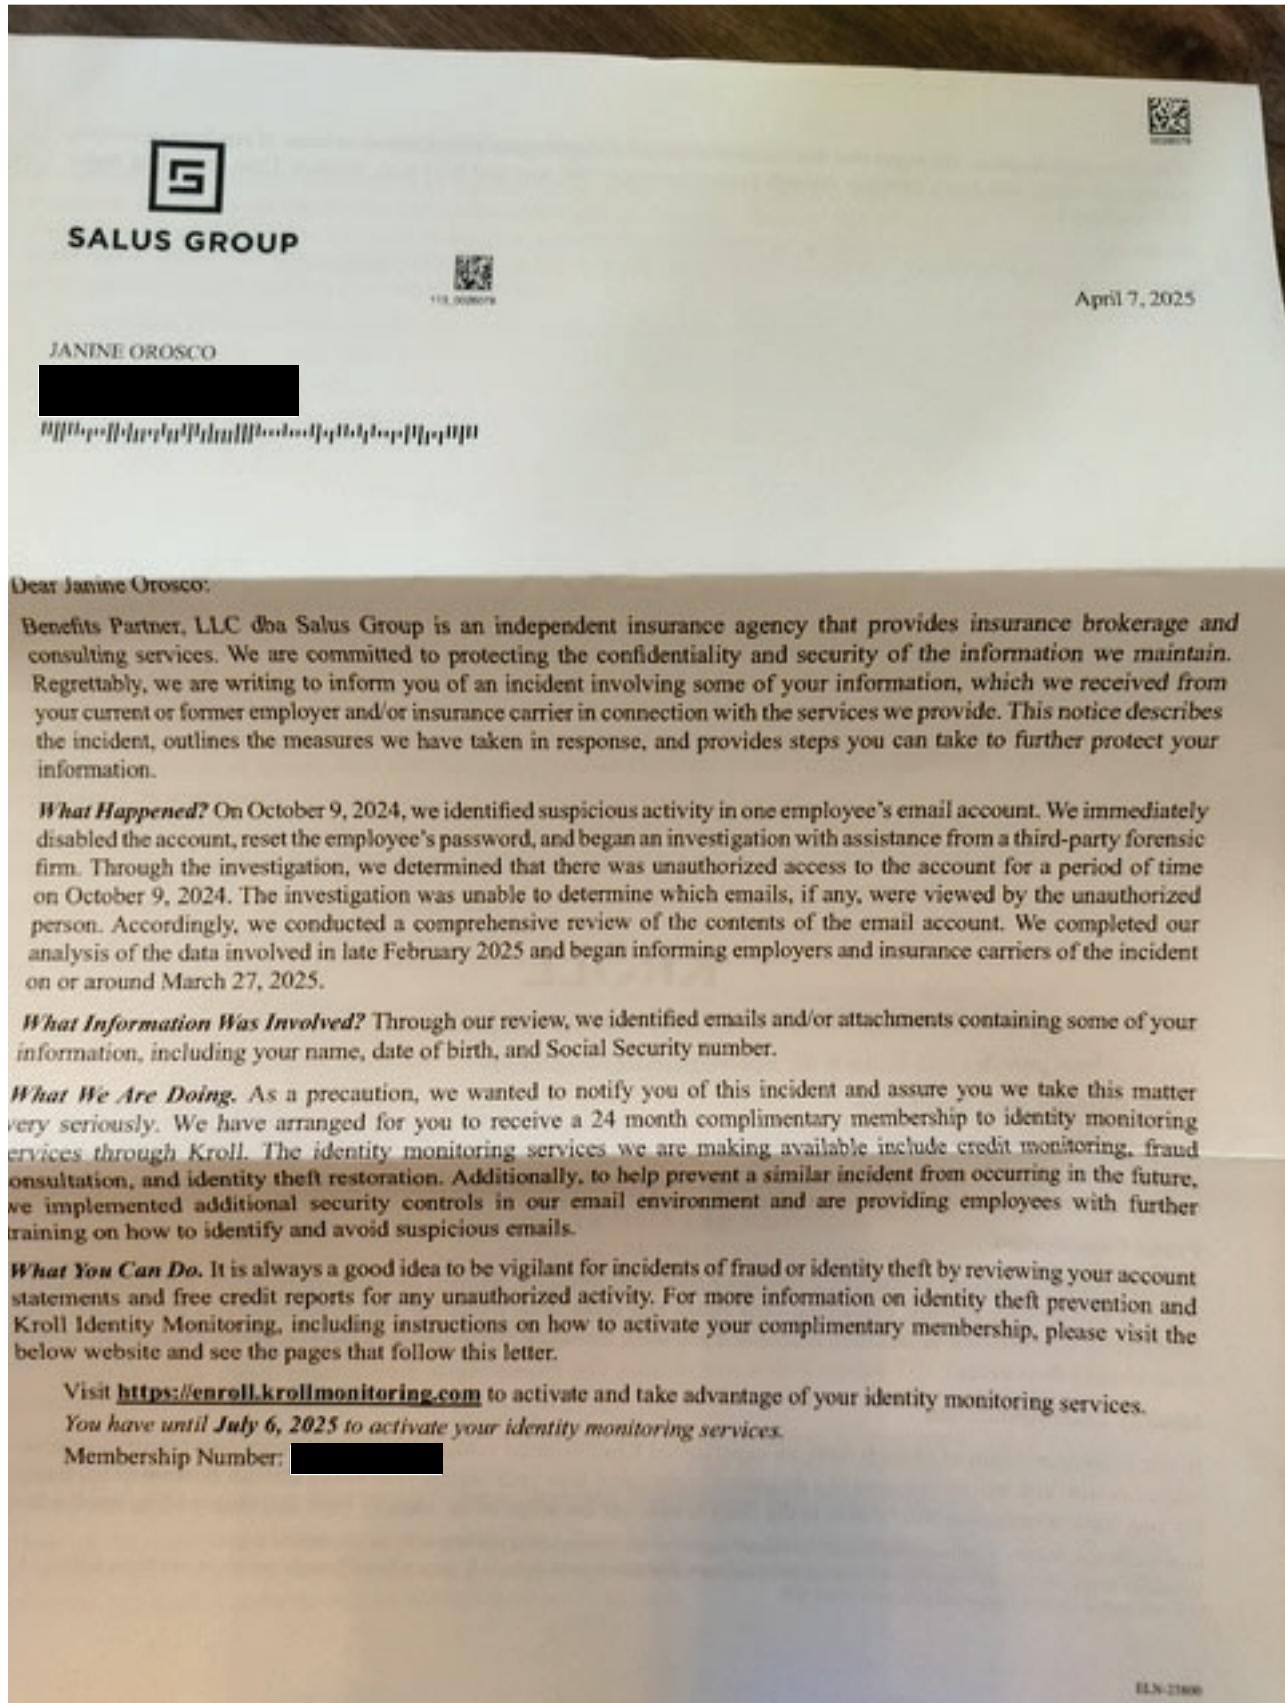 SALUS GROUP
April 7, 2025
JANINE OROSCO
Dear Janine Orosco:
Benefits Partner, LLC dba Salus Group is an independent insurance agency that provides insurance brokerage and
consulting services. We are committed to protecting the confidentiality and security of the information we maintain.
Regrettably, we are writing to inform you of an incident involving some of your information, which we received from
your current or former employer and/or insurance carrier in connection with the services we provide. This notice describes
the incident, outlines the measures we have taken in response, and provides steps you can take to further protect your
information.
What Happened? On October 9, 2024, we identified suspicious activity in one employee's email account. We immediately
disabled the account, reset the employee's password, and began an investigation with assistance from a third-party forensic
firm. Through the investigation, we determined that there was unauthorized access to the account for a period of time
on October 9, 2024. The investigation was unable to determine which emails, if any, were viewed by the unauthorized
person. Accordingly, we conducted a comprehensive review of the contents of the email account. We completed our
analysis of the data involved in late February 2025 and began informing employers and insurance carriers of the incident
on or around March 27, 2025.
What Information Was Involved? Through our review, we identified emails and/or attachments containing some of your
information, including your name, date of birth, and Social Security number.
What We Are Doing. As a precaution, we wanted to notify you of this incident and assure you we take this matter
very seriously. We have arranged for you to receive a 24 month complimentary membership to identity monitoring
ervices through Kroll. The identity monitoring services we are making available include credit monitoring, fraud
onsultation, and identity theft restoration. Additionally, to help prevent a similar incident from occurring in the future,
we implemented additional security controls in our email environment and are providing employees with further
training on how to identify and avoid suspicious emails.
What You Can Do. It is always a good idea to be vigilant for incidents of fraud or identity theft by reviewing your account
statements and free credit reports for any unauthorized activity. For more information on identity theft prevention and
Kroll Identity Monitoring, including instructions on how to activate your complimentary membership, please visit the
below website and see the pages that follow this letter.
Visit https://enroll.krollmonitoring.com to activate and take advantage of your identity monitoring services.
You have until July 6, 2025 to activate your identity monitoring services.
Membership Number: